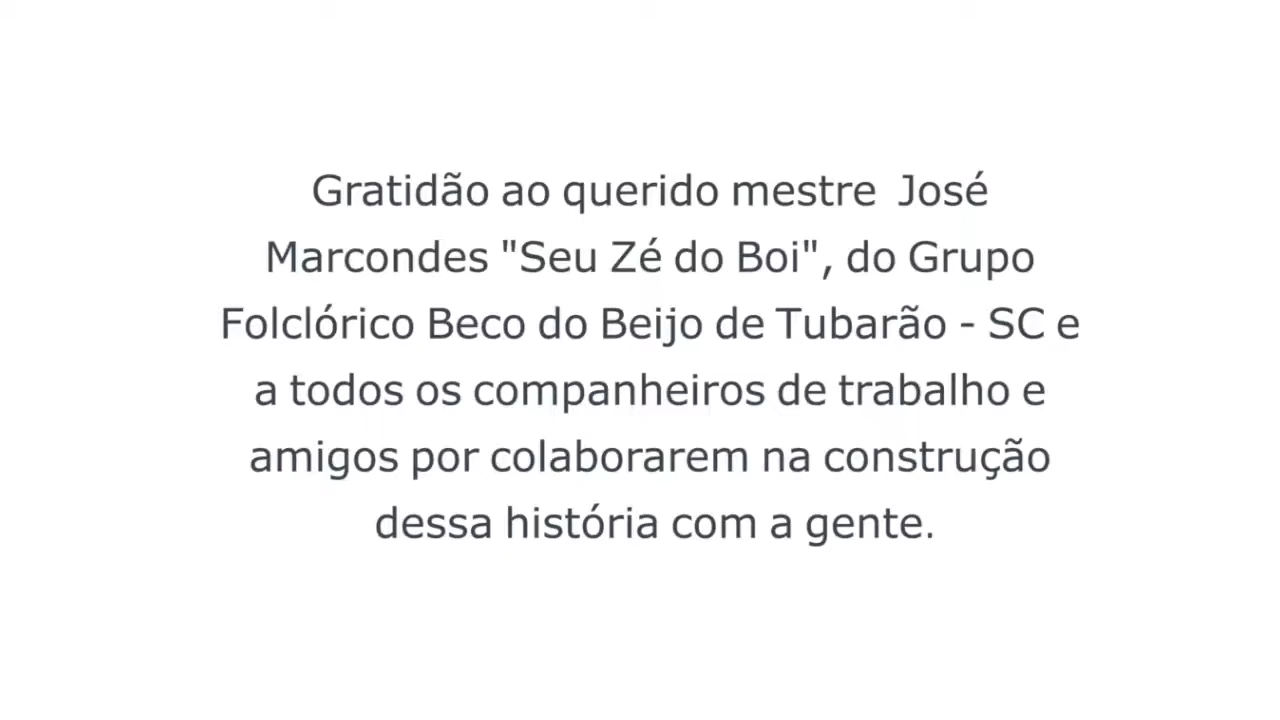 Gratidão ao querido mestre  José
Marcondes "Seu Zé do Boi", do Grupo
Folclórico Beco do Beijo de Tubarão - SC e
a todos os companheiros de trabalho e
amigos por colaborarem na construção
dessa história com a gente.